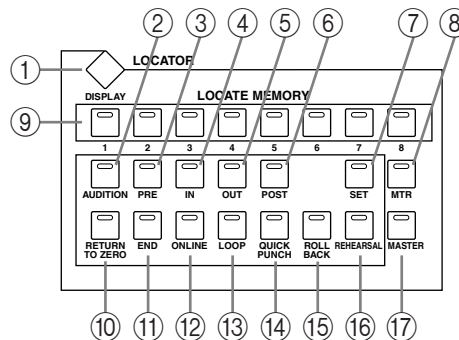 ② ③ ④ ⑤ ⑥ ⑦ ⑧
① LOCATOR
DISPLAY LOCATE MEMORY
⑨
1 2 3 4 5 6 7 8
AUDITION PRE IN OUT POST SET MTR
RETURN TO ZERO END ONLINE LOOP QUICK PUNCH ROLL BACK REHEARSAL MASTER
⑩ ⑪ ⑫ ⑬ ⑭ ⑮ ⑯ ⑰